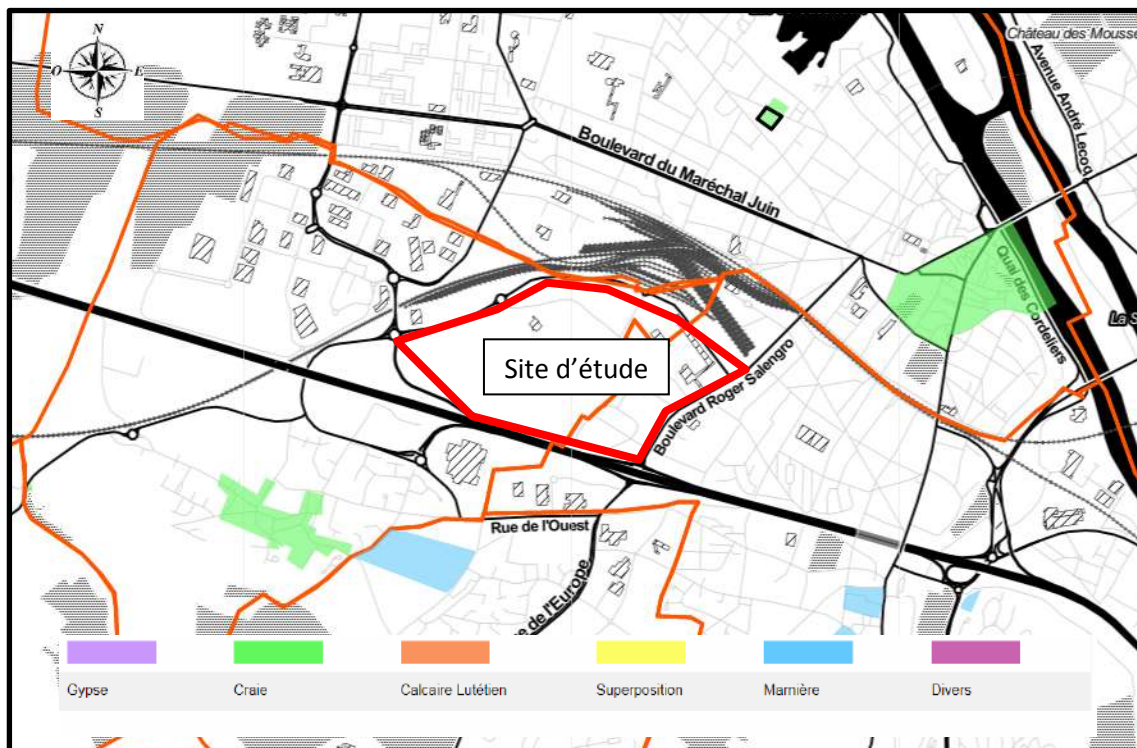 Château des Mousse
N
O
E
S
Avenue André Lecoq
Boulevard du Maréchal Juin
Quai des Cordeliers
La S
Site d'étude
Boulevard Roger Salengro
Rue de l'Ouest
e de l'Europe
Gypse
Craie
Calcaire Lutétien
Superposition
Marnière
Divers